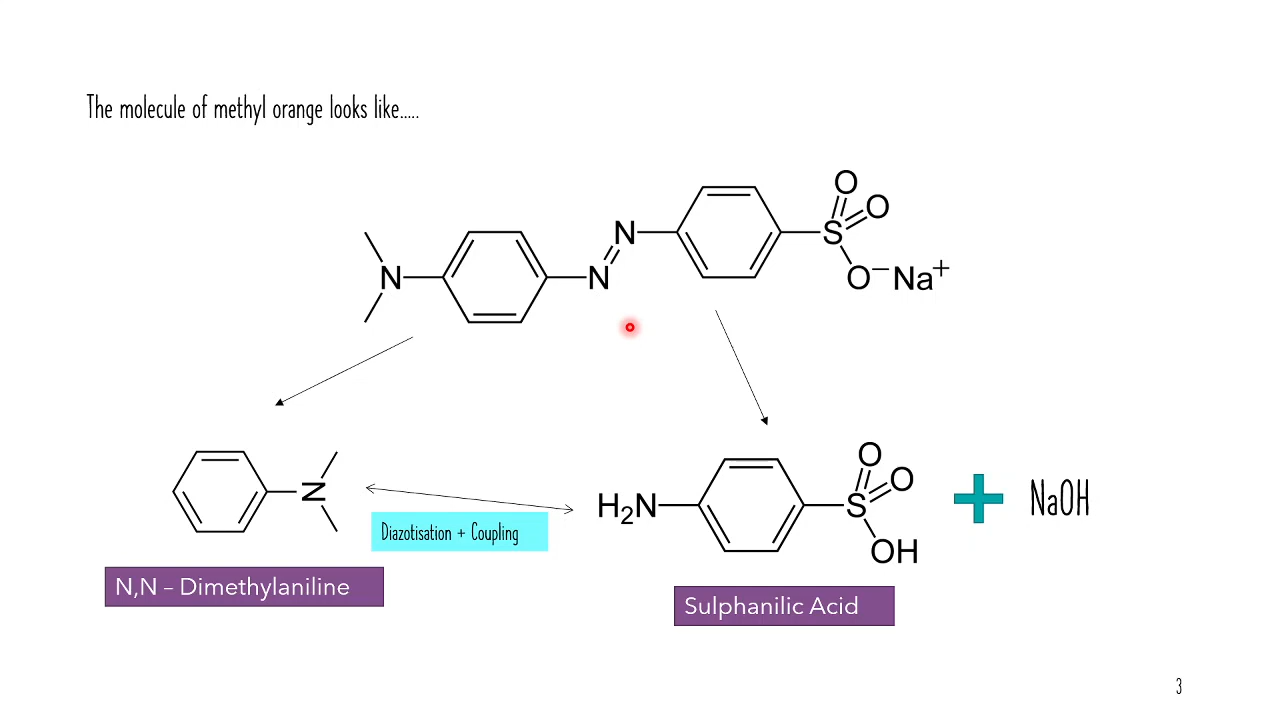 The molecule of methyl orange looks like.....
O
O
N
S
N
N
O⁻ Na⁺
O
O
N
H₂N
S
NaOH
Diazotisation + Coupling
OH
N,N – Dimethylaniline
Sulphanilic Acid
3